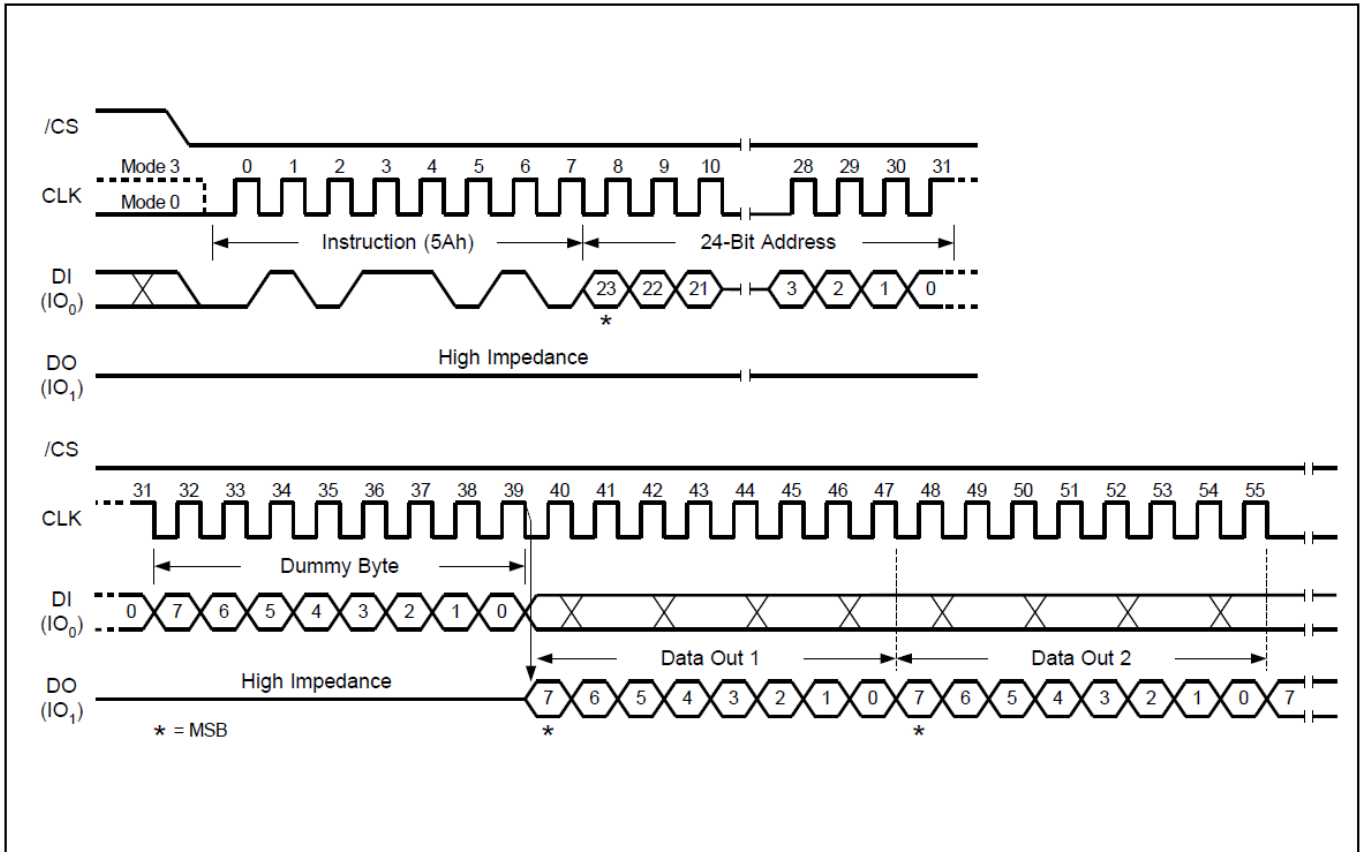 /CS
Mode 3 0 1 2 3 4 5 6 7 8 9 10 28 29 30 31
CLK
Mode 0
Instruction (5Ah) 24-Bit Address
DI
(IO0)
23 22 21 3 2 1 0
*
High Impedance
DO
(IO1)
/CS
31 32 33 34 35 36 37 38 39 40 41 42 43 44 45 46 47 48 49 50 51 52 53 54 55
CLK
Dummy Byte
DI
(IO0)
0 7 6 5 4 3 2 1 0
Data Out 1 Data Out 2
High Impedance
DO
(IO1)
7 6 5 4 3 2 1 0 7 6 5 4 3 2 1 0 7
* = MSB * *